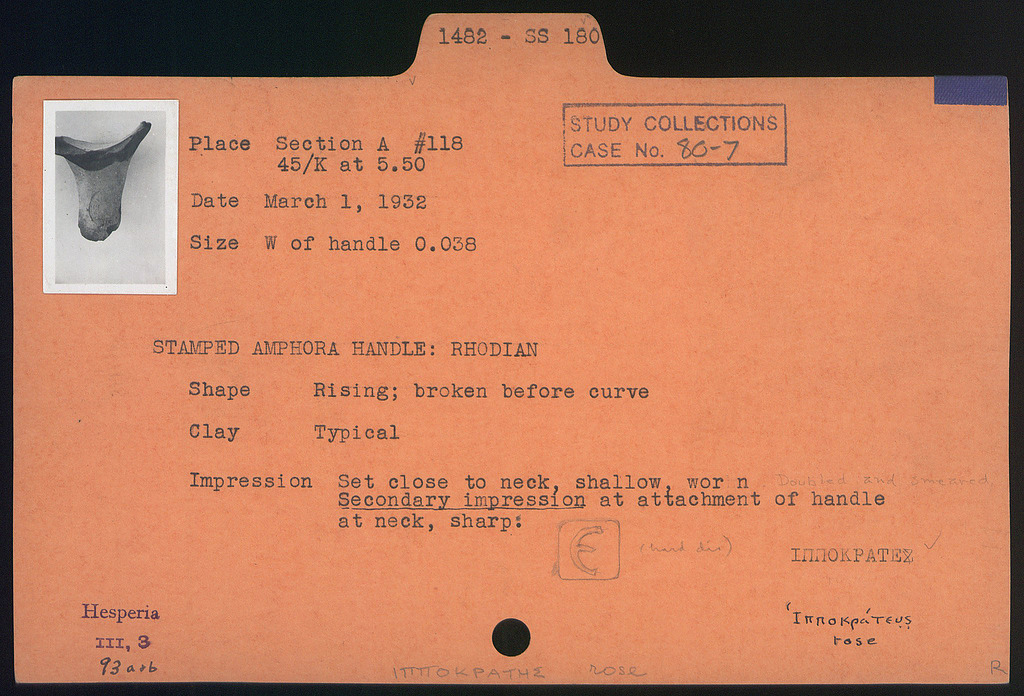 1482 - SS 180
STUDY COLLECTIONS
CASE No. 80-7
Place Section A #118
45/K at 5.50
Date March 1, 1932
Size W of handle 0.038
STAMPED AMPHORA HANDLE: RHODIAN
Shape Rising; broken before curve
Clay Typical
Impression Set close to neck, shallow, wor n Doubled and smeared.
Secondary impression at attachment of handle
at neck, sharp:
Є (hard die)
ΙΠΠΟΚΡΑΤΕΣ
Ἱπποκράτευς
rose
Hesperia
III, 3
93 a+b
ΙΠΠΟΚΡΑΤΗΣ rose
R